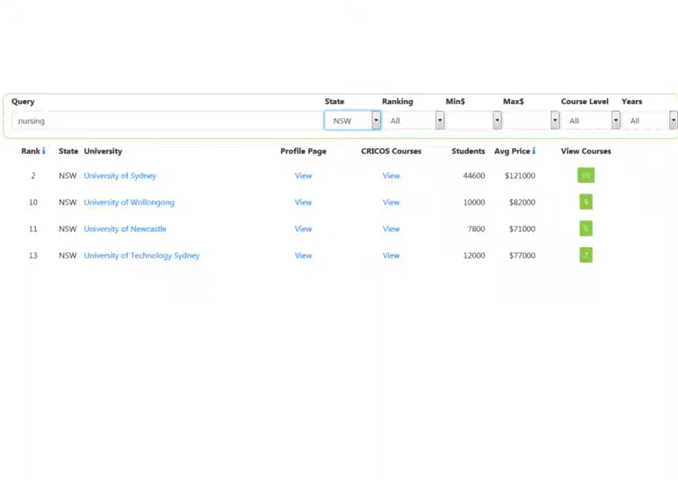 Query State Ranking Min$ Max$ Course Level Years
nursing NSW All All All
Rank i State University Profile Page CRICOS Courses Students Avg Price i View Courses
2 NSW University of Sydney View View 44600 $121000
10 NSW University of Wollongong View View 10000 $82000 9
11 NSW University of Newcastle View View 7800 $71000
13 NSW University of Technology Sydney View View 12000 $77000 7